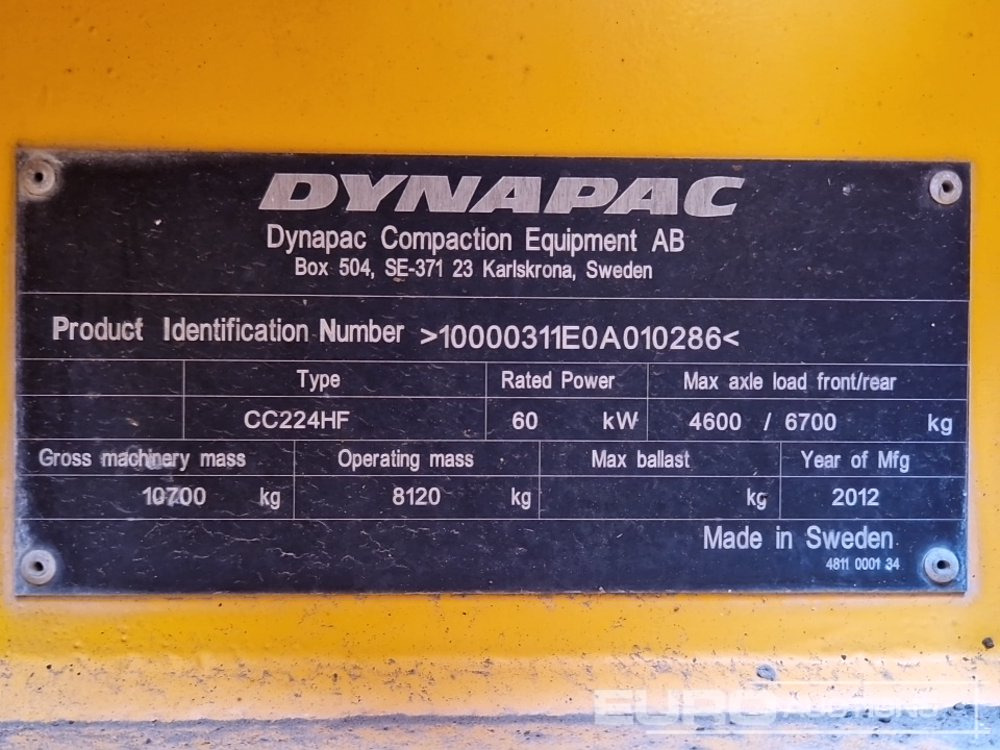 DYNAPAC
Dynapac Compaction Equipment AB
Box 504, SE-371 23 Karlskrona, Sweden
Product Identification Number >10000311E0A010286<
Type Rated Power Max axle load front/rear
CC224HF 60 kW 4600 / 6700 kg
Gross machinery mass Operating mass Max ballast Year of Mfg
10700 kg 8120 kg kg 2012
Made in Sweden
4811 0001 34
EURO AUCTIONS